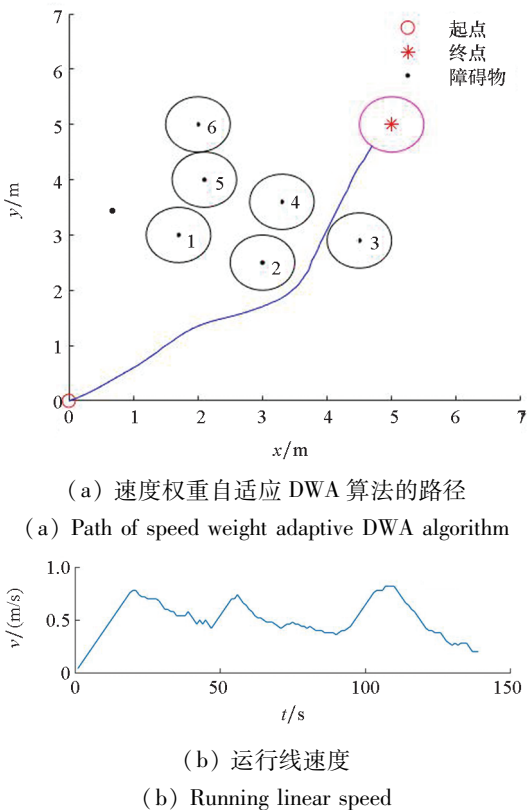 7
6
5
4
3
2
1
0
y/m
起点
终点
障碍物
6
5
4
1
2
3
0 1 2 3 4 5 6 7
x/m
(a) 速度权重自适应 DWA 算法的路径
(a) Path of speed weight adaptive DWA algorithm
1.0
0.5
0
v/(m/s)
0 50 100 150
t/s
(b) 运行线速度
(b) Running linear speed